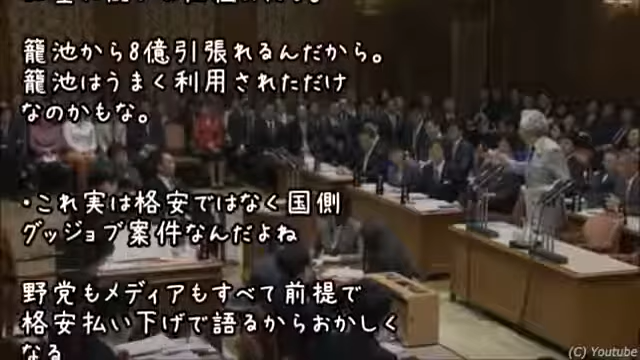 籠池から8億引張れるんだから。
籠池はうまく利用されただけ
なのかもな。
・これ実は格安ではなく国側
グッジョブ案件なんだよね
野党もメディアもすべて前提で
格安払い下げで語るからおかしく
なる
(C) Youtube